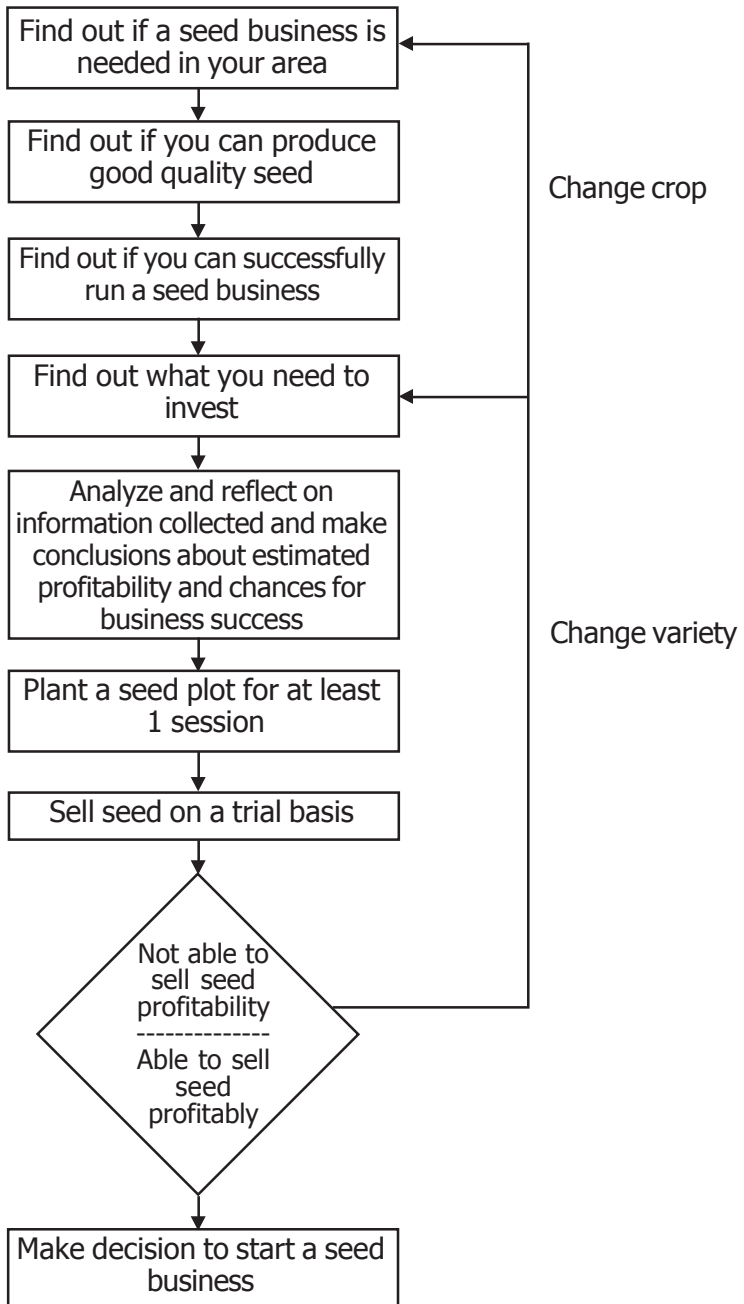 Find out if a seed business is
needed in your area
Find out if you can produce
good quality seed
Change crop
Find out if you can successfully
run a seed business
Find out what you need to
invest
Analyze and reflect on
information collected and make
conclusions about estimated
profitability and chances for
business success
Change variety
Plant a seed plot for at least
1 session
Sell seed on a trial basis
Not able to
sell seed
profitability
--------------
Able to sell
seed
profitably
Make decision to start a seed
business